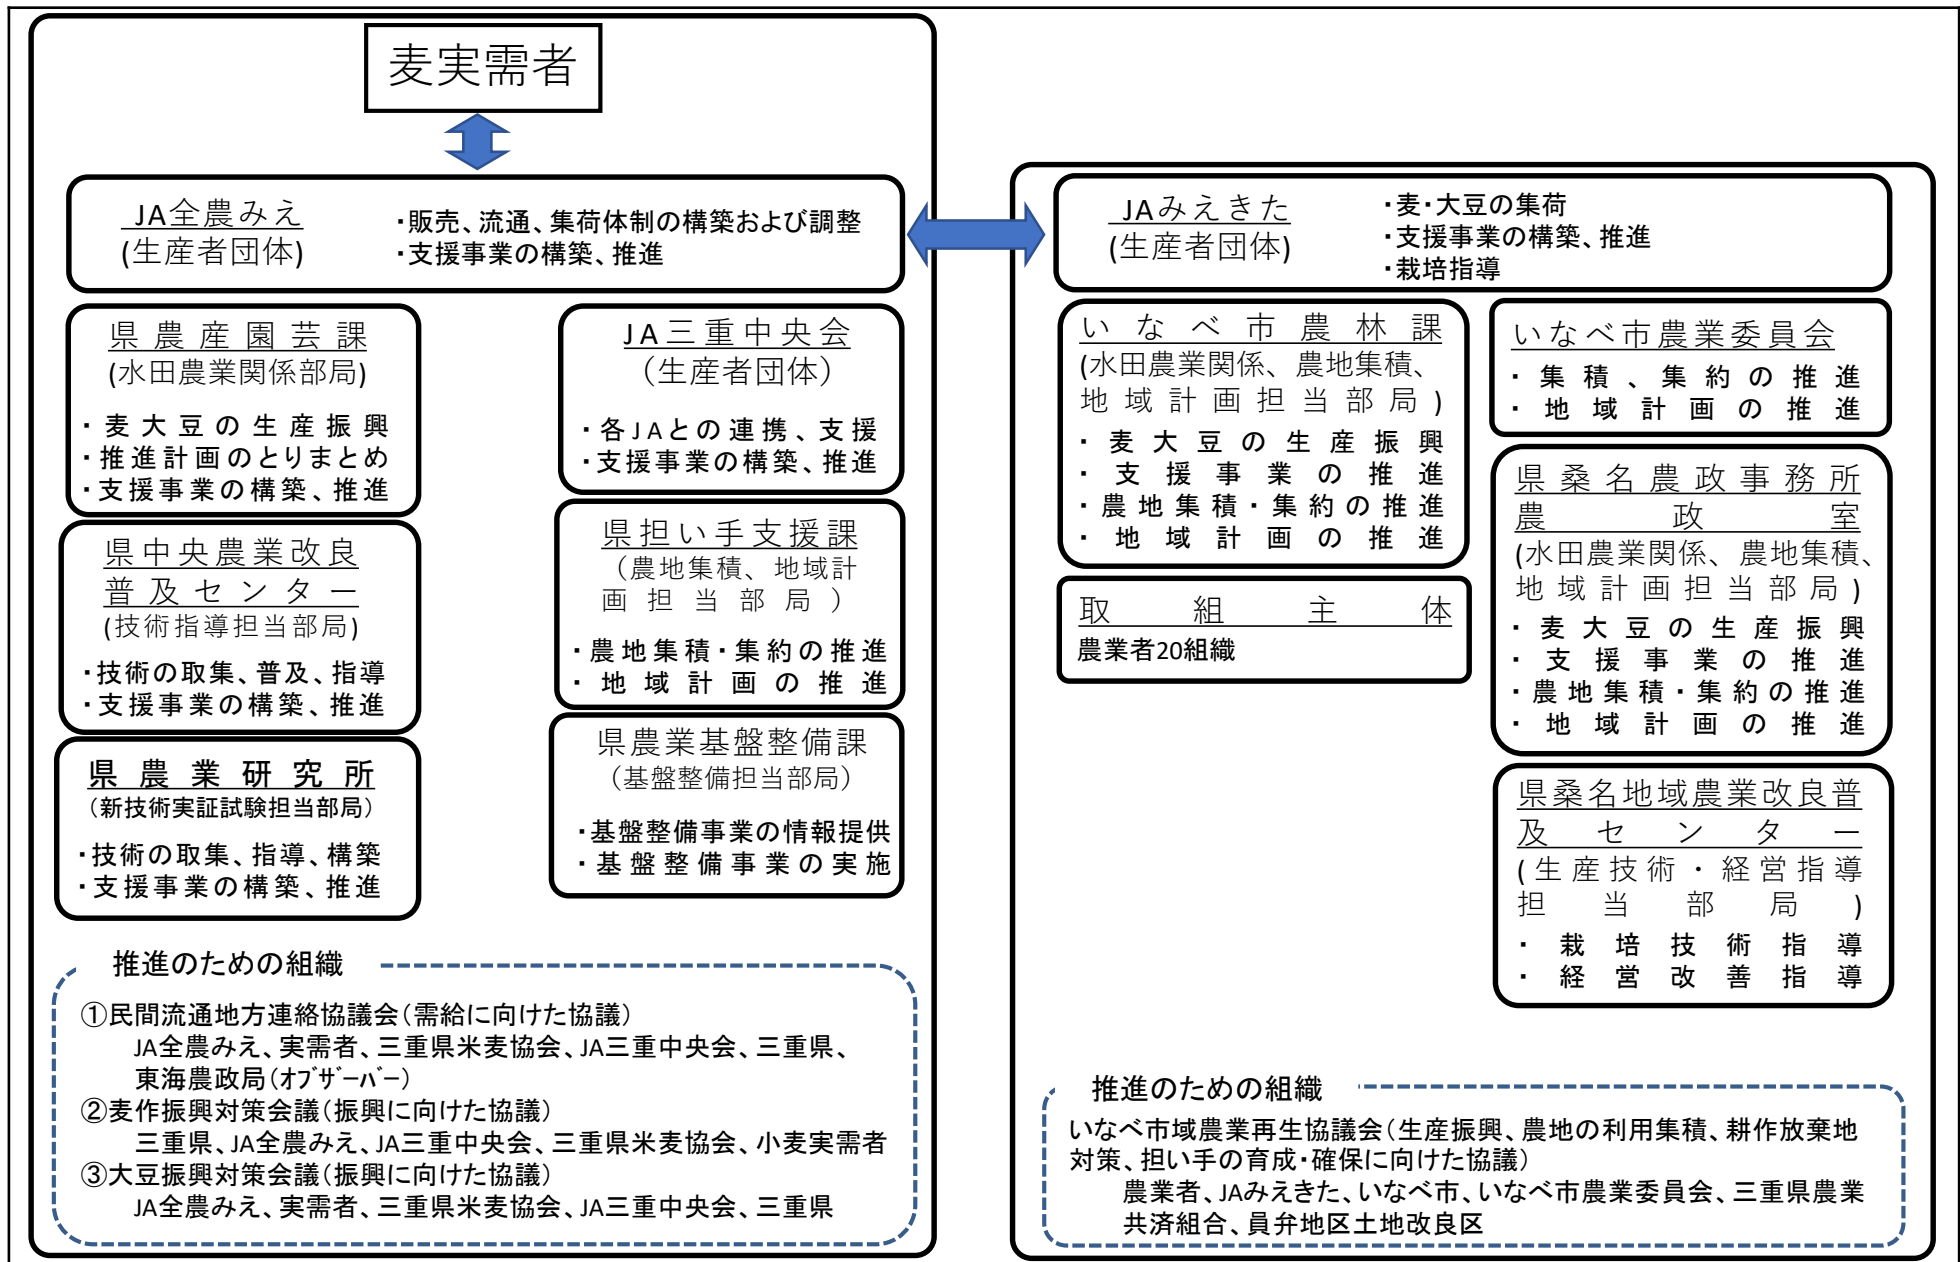 麦実需者
JA全農みえ
(生産者団体)
・販売、流通、集荷体制の構築および調整
・支援事業の構築、推進
県農産園芸課
(水田農業関係部局)
・麦大豆の生産振興
・推進計画のとりまとめ
・支援事業の構築、推進
県中央農業改良
普及センター
(技術指導担当部局)
・技術の取集、普及、指導
・支援事業の構築、推進
県農業研究所
（新技術実証試験担当部局）
・技術の取集、指導、構築
・支援事業の構築、推進
JA三重中央会
（生産者団体）
・各JAとの連携、支援
・支援事業の構築、推進
県担い手支援課
（農地集積、地域計
画担当部局）
・農地集積・集約の推進
・地域計画の推進
県農業基盤整備課
（基盤整備担当部局）
・基盤整備事業の情報提供
・基盤整備事業の実施
推進のための組織
①民間流通地方連絡協議会（需給に向けた協議）
JA全農みえ、実需者、三重県米麦協会、JA三重中央会、三重県、
東海農政局（ｵﾌﾞｻﾞｰﾊﾞｰ）
②麦作振興対策会議（振興に向けた協議）
三重県、JA全農みえ、JA三重中央会、三重県米麦協会、小麦実需者
③大豆振興対策会議（振興に向けた協議）
JA全農みえ、実需者、三重県米麦協会、JA三重中央会、三重県
JAみえきた
(生産者団体)
・麦・大豆の集荷
・支援事業の構築、推進
・栽培指導
いなべ市農林課
(水田農業関係、農地集積、
地域計画担当部局)
・麦大豆の生産振興
・支援事業の推進
・農地集積・集約の推進
・地域計画の推進
取組主体
農業者20組織
いなべ市農業委員会
・集積、集約の推進
・地域計画の推進
県桑名農政事務所
農政室
(水田農業関係、農地集積、
地域計画担当部局)
・麦大豆の生産振興
・支援事業の推進
・農地集積・集約の推進
・地域計画の推進
県桑名地域農業改良普
及センター
(生産技術・経営指導
担当部局)
・栽培技術指導
・経営改善指導
推進のための組織
いなべ市域農業再生協議会（生産振興、農地の利用集積、耕作放棄地
対策、担い手の育成・確保に向けた協議）
農業者、JAみえきた、いなべ市、いなべ市農業委員会、三重県農業
共済組合、員弁地区土地改良区